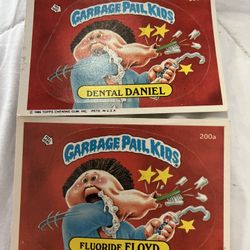 GARBAGE PAIL KIDS
DENTAL DANIEL
© 1986 TOPPS CHEWING GUM, INC. PRTD. IN U.S.A.
200a
GARBAGE PAIL KIDS
FLUORIDE FLOYD